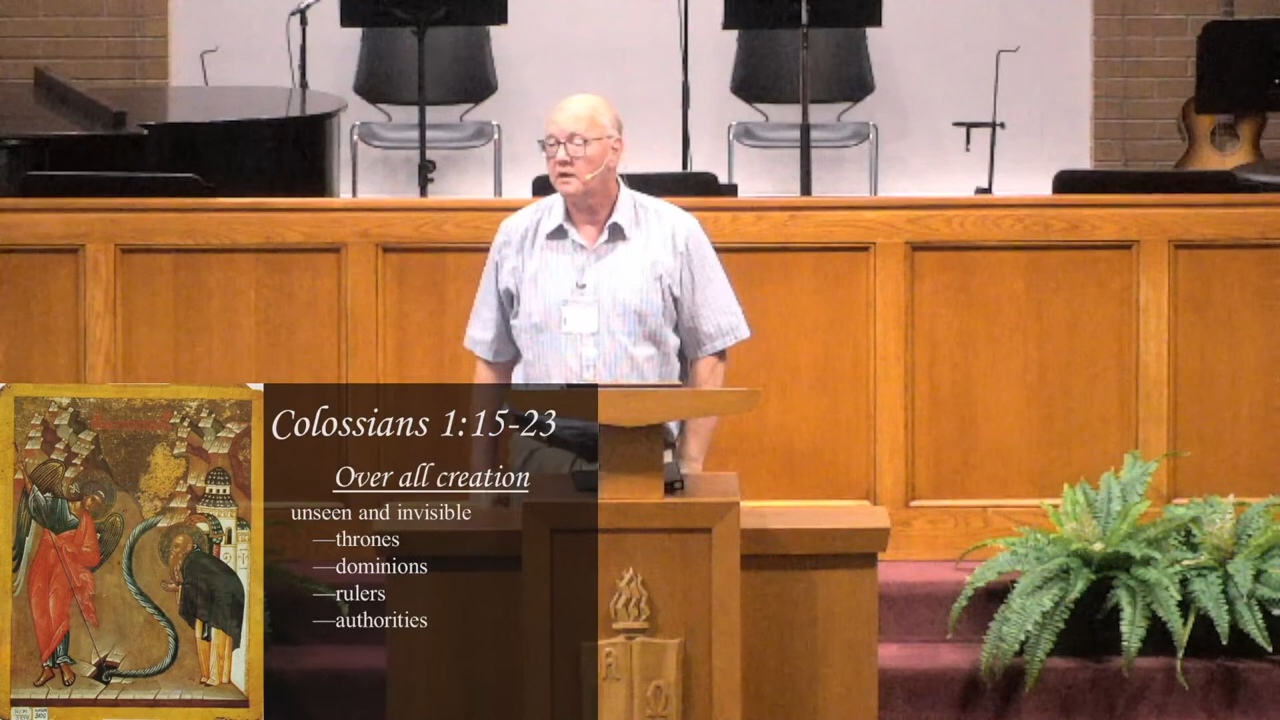 Colossians 1:15-23
Over all creation
unseen and invisible
—thrones
—dominions
—rulers
—authorities
Α Ω